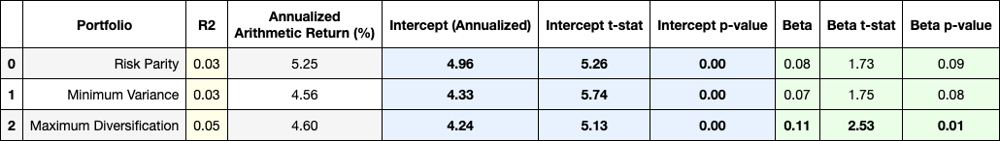 Portfolio R2 Annualized Arithmetic Return (%) Intercept (Annualized) Intercept t-stat Intercept p-value Beta Beta t-stat Beta p-value
0 Risk Parity 0.03 5.25 4.96 5.26 0.00 0.08 1.73 0.09
1 Minimum Variance 0.03 4.56 4.33 5.74 0.00 0.07 1.75 0.08
2 Maximum Diversification 0.05 4.60 4.24 5.13 0.00 0.11 2.53 0.01